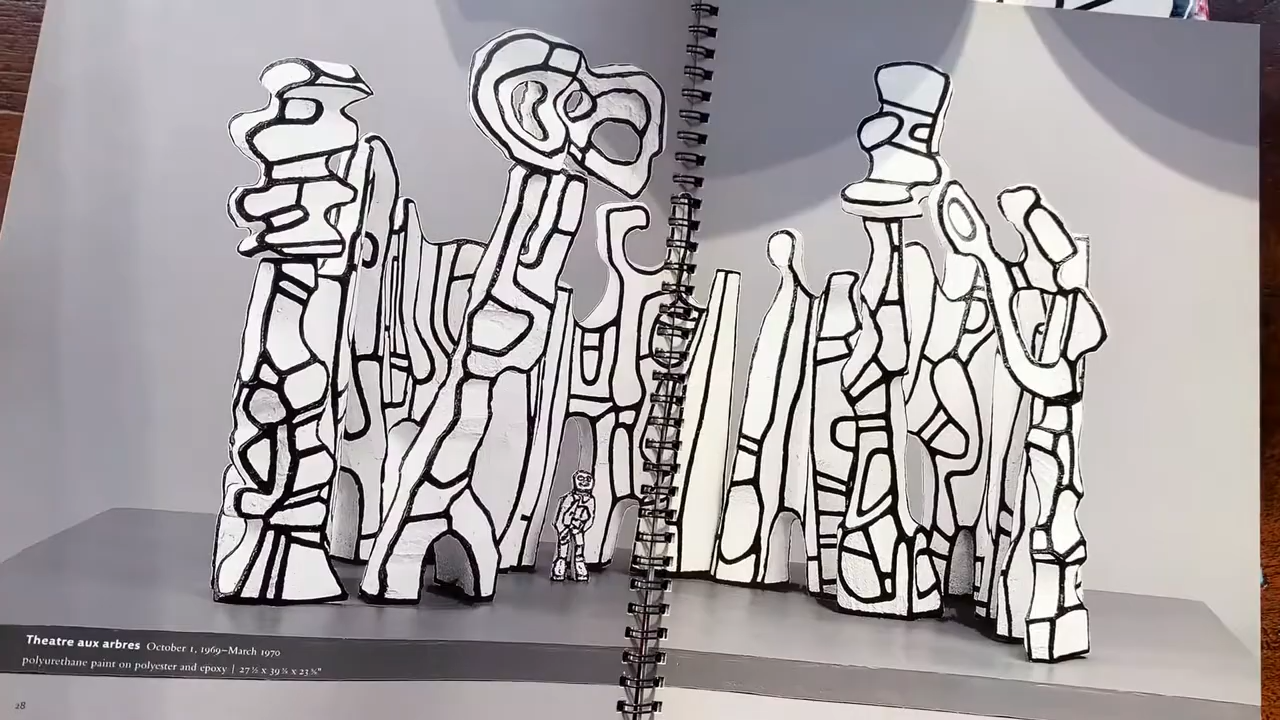 Theatre aux arbres October 1, 1969–March 1970
polyurethane paint on polyester and epoxy | 27 ½ x 39 ⅜ x 23 ⅝"
28